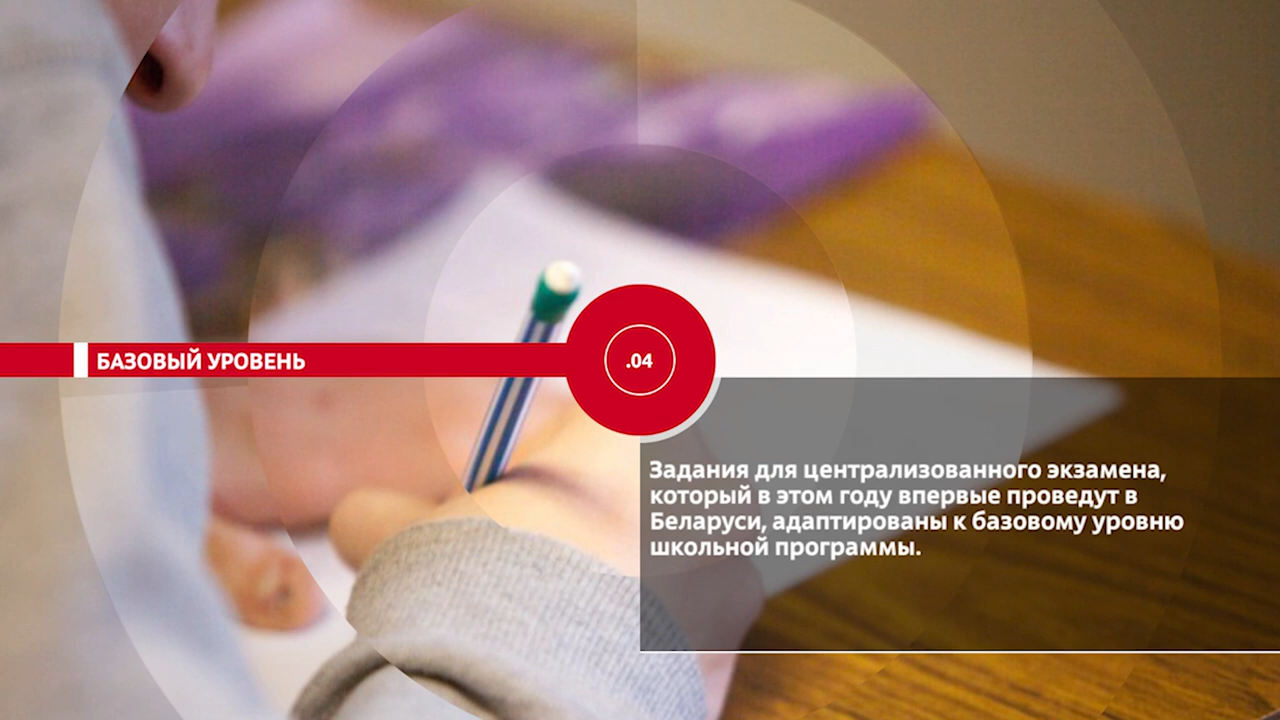 БАЗОВЫЙ УРОВЕНЬ
.04
Задания для централизованного экзамена,
который в этом году впервые проведут в
Беларуси, адаптированы к базовому уровню
школьной программы.